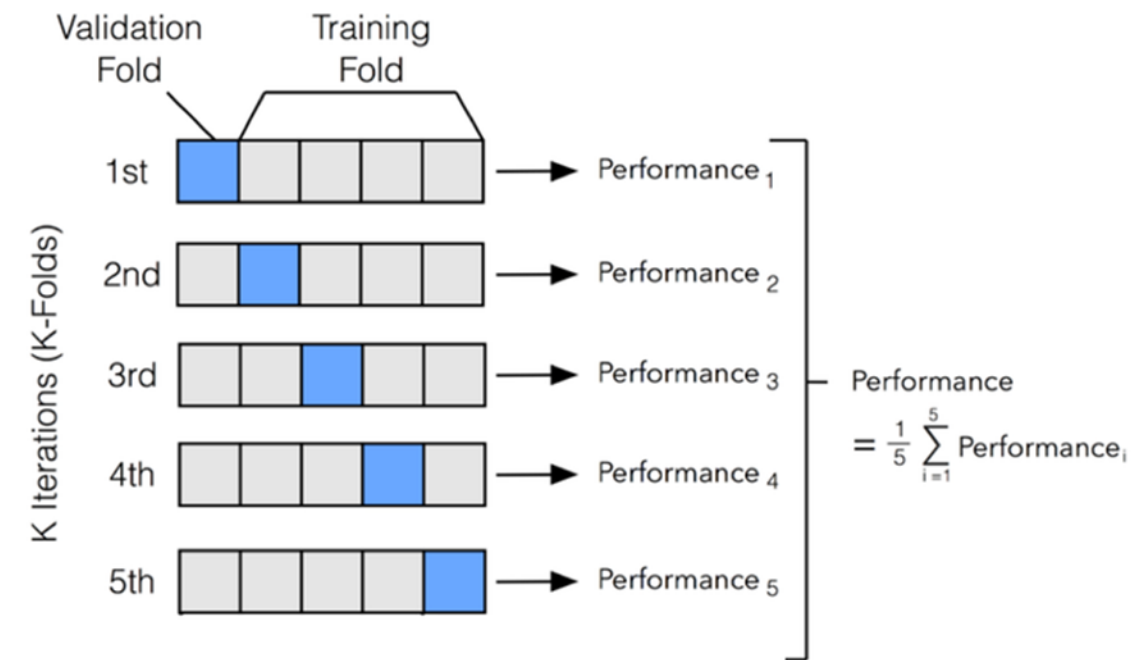 Validation
Fold
Training
Fold
K Iterations (K-Folds)
1st
Performance 1
2nd
Performance 2
3rd
Performance 3
4th
Performance 4
5th
Performance 5
Performance
= 1/5 5∑i=1 Performancei